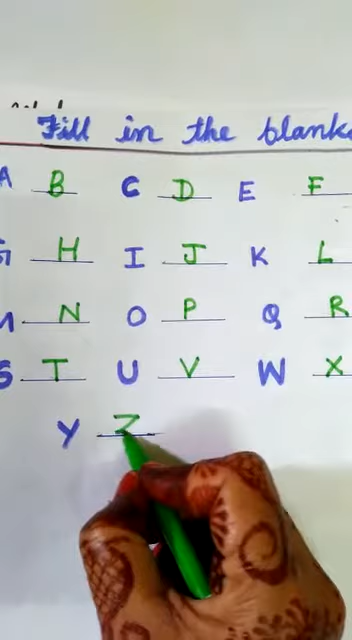 Fill in the blanks
A B C D E F
G H I J K L
M N O P Q R
S T U V W X
Y Z